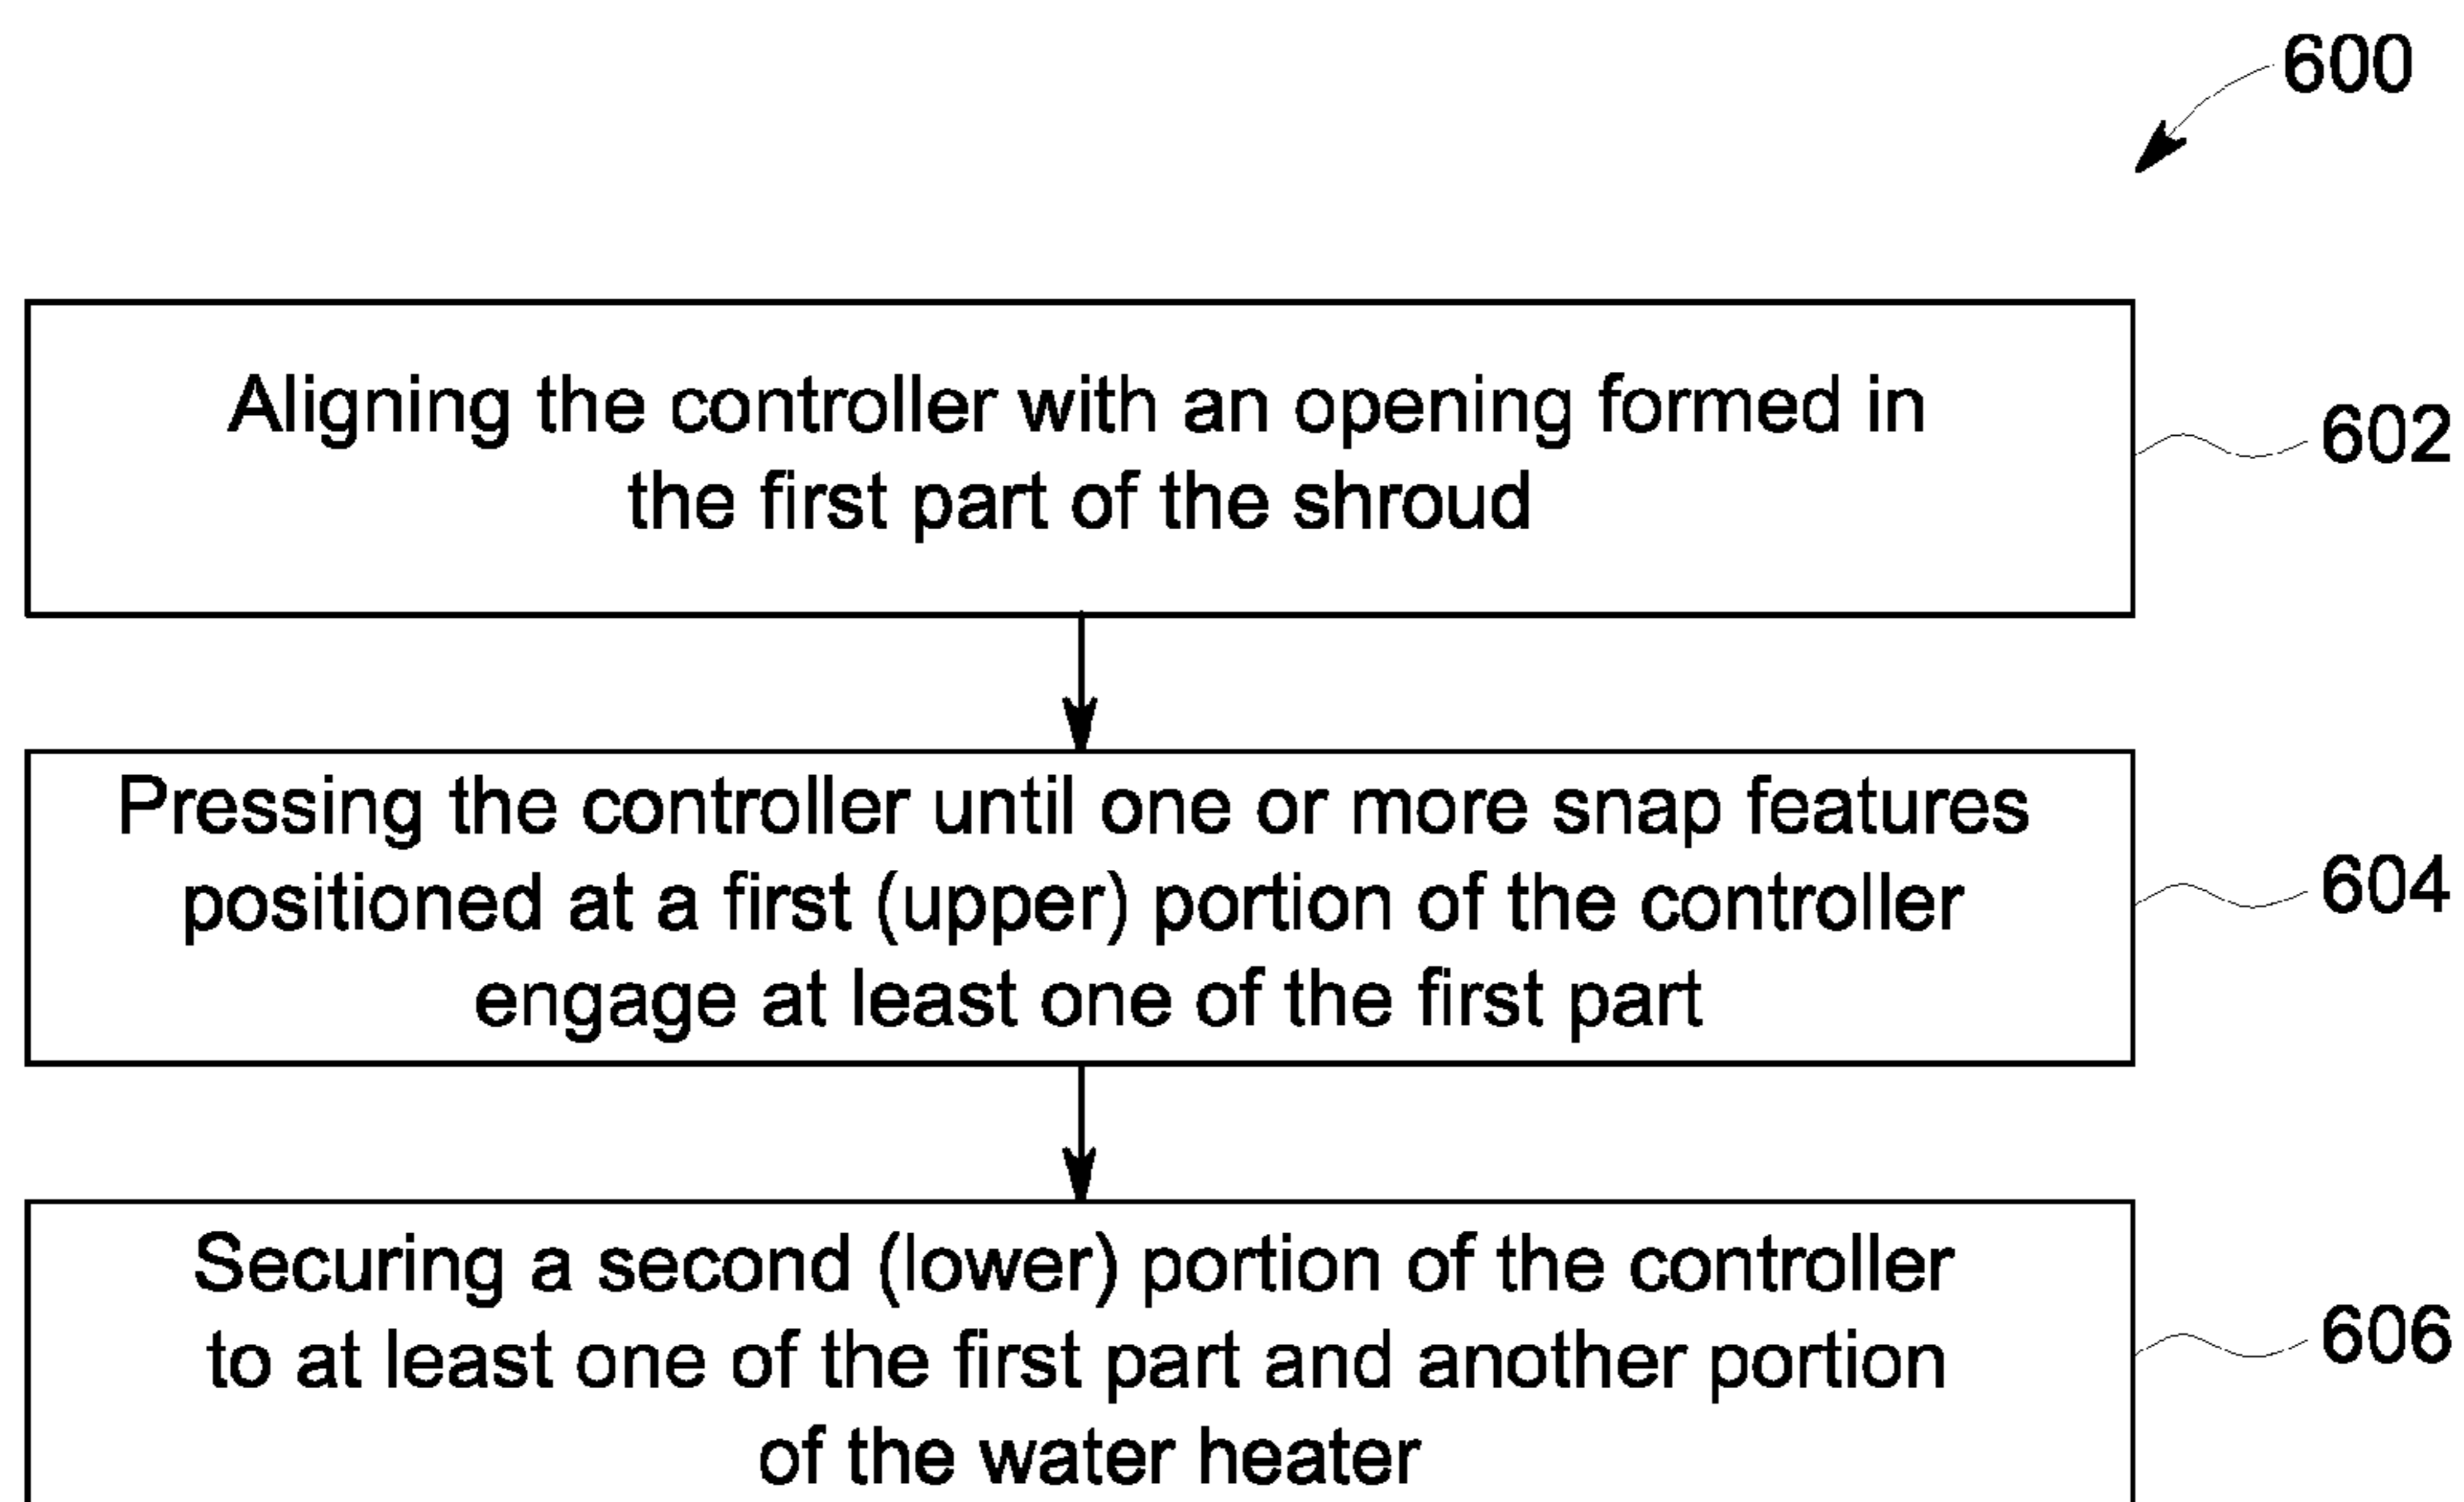 600
Aligning the controller with an opening formed in
the first part of the shroud
602
Pressing the controller until one or more snap features
positioned at a first (upper) portion of the controller
engage at least one of the first part
604
Securing a second (lower) portion of the controller
to at least one of the first part and another portion
of the water heater
606